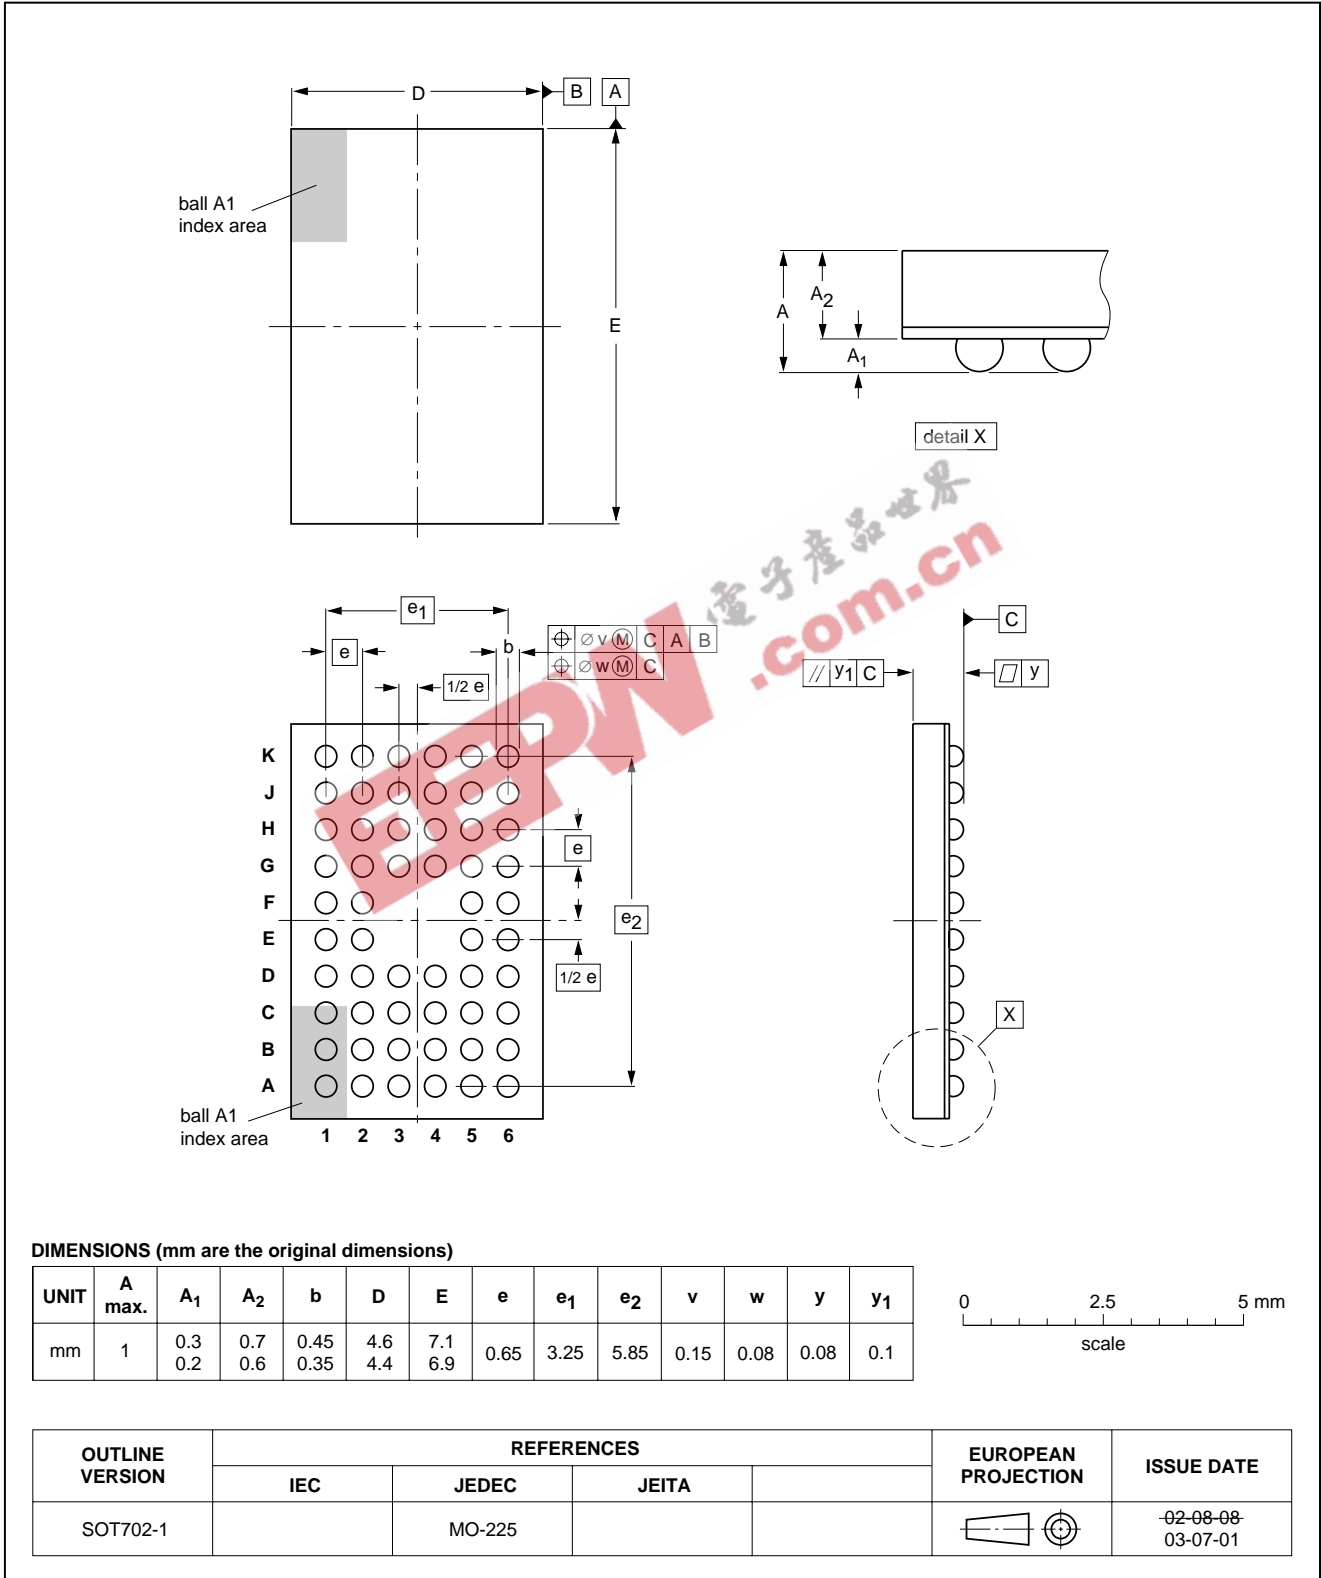 D
B
A
ball A1
index area
E
A
A2
A1
detail X
電子產品世界
EEPW.com.cn
e1
e
b
⌖ ⌀ v Ⓜ C A B
⌖ ⌀ w Ⓜ C
1/2 e
// y1 C
C
▱ y
K
J
H
G
F
E
D
C
B
A
e
e2
1/2 e
X
ball A1
index area
1 2 3 4 5 6
DIMENSIONS (mm are the original dimensions)
UNIT A max. A1 A2 b D E e e1 e2 v w y y1
mm 1 0.3 0.7 0.45 4.6 7.1 0.65 3.25 5.85 0.15 0.08 0.08 0.1
0.2 0.6 0.35 4.4 6.9
0 2.5 5 mm
scale
OUTLINE VERSION
REFERENCES
EUROPEAN PROJECTION
ISSUE DATE
IEC JEDEC JEITA
SOT702-1 MO-225
02-08-08
03-07-01